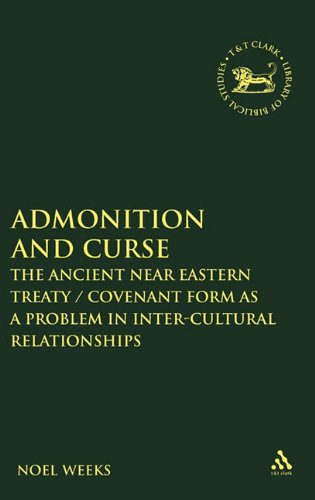 • T & T CLARK •
LIBRARY OF BIBLICAL STUDIES
ADMONITION
AND CURSE
THE ANCIENT NEAR EASTERN
TREATY / COVENANT FORM AS
A PROBLEM IN INTER-CULTURAL
RELATIONSHIPS
NOEL WEEKS
t&t clark